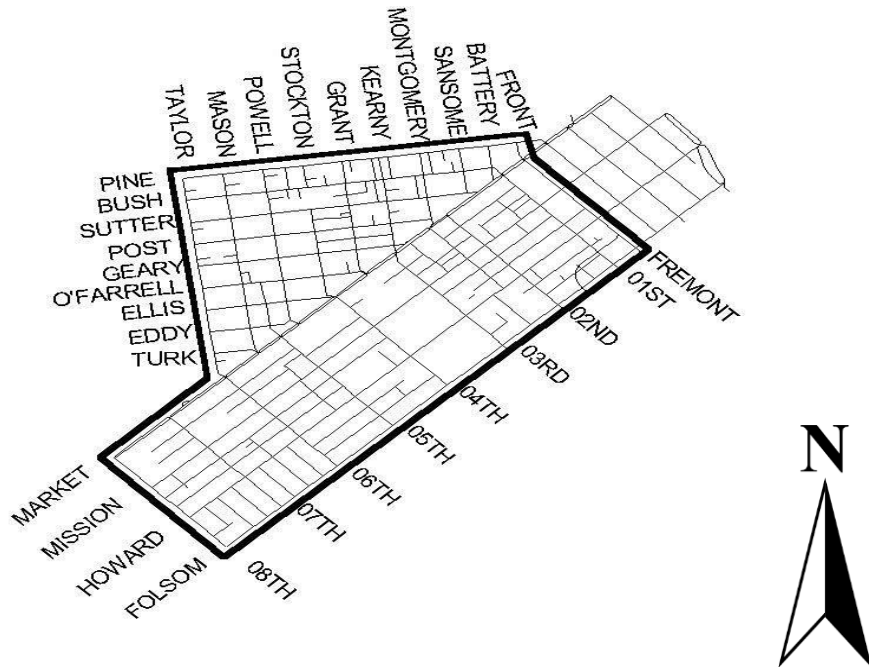 TAYLOR
MASON
POWELL
STOCKTON
GRANT
KEARNY
MONTGOMERY
SANSOME
BATTERY
FRONT
PINE
BUSH
SUTTER
POST
GEARY
O'FARRELL
ELLIS
EDDY
TURK
MARKET
MISSION
HOWARD
FOLSOM
08TH
07TH
06TH
05TH
04TH
03RD
02ND
01ST
FREMONT
N